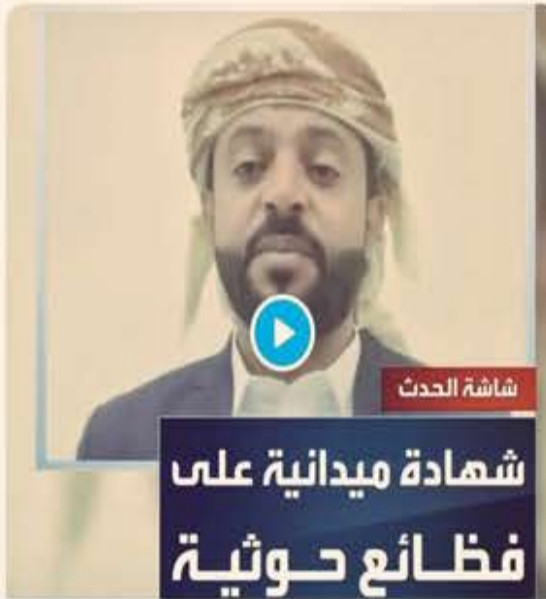 شاشة الحدث
شهادة ميدانية على
فظائع حوثية